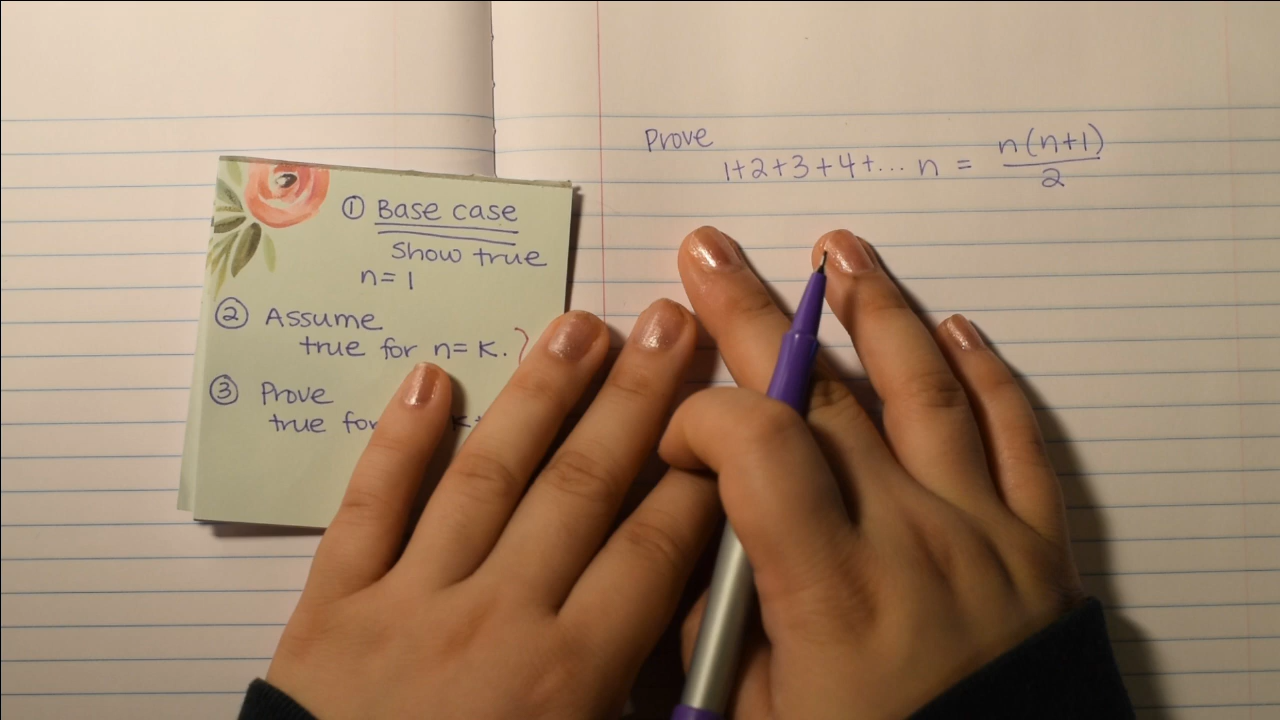 Prove
1+2+3+4+... n = n(n+1)/2
① Base case
Show true
n=1
② Assume
true for n=k.
③ Prove
true for k+